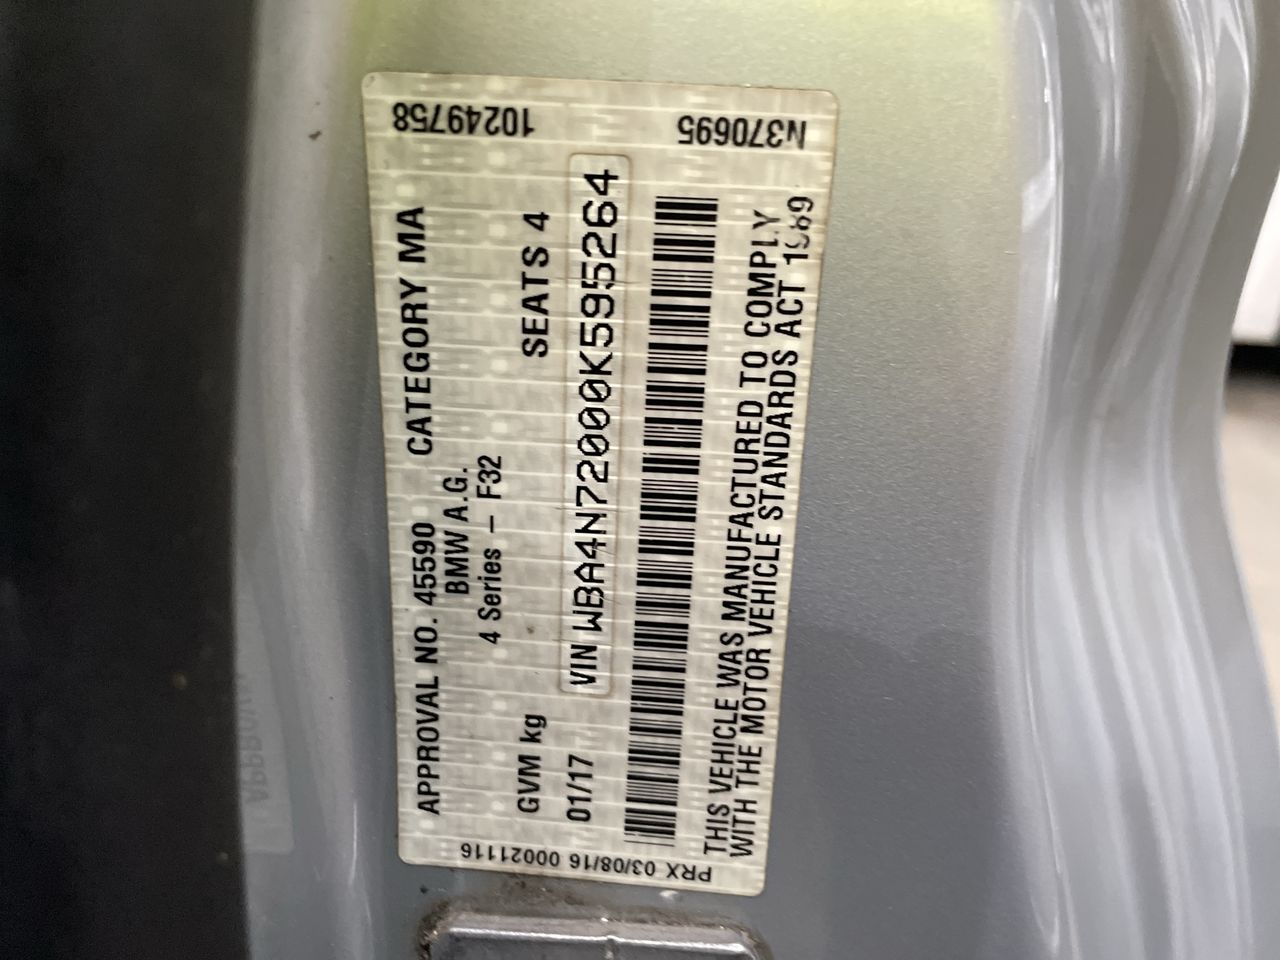 APPROVAL NO. 45590 CATEGORY MA
BMW A.G.
4 Series - F32
GVM kg SEATS 4
01/17 VIN WBA4N72000K595264
THIS VEHICLE WAS MANUFACTURED TO COMPLY
WITH THE MOTOR VEHICLE STANDARDS ACT 1989
10249758
N370695
PRX 03/08/16 00021116